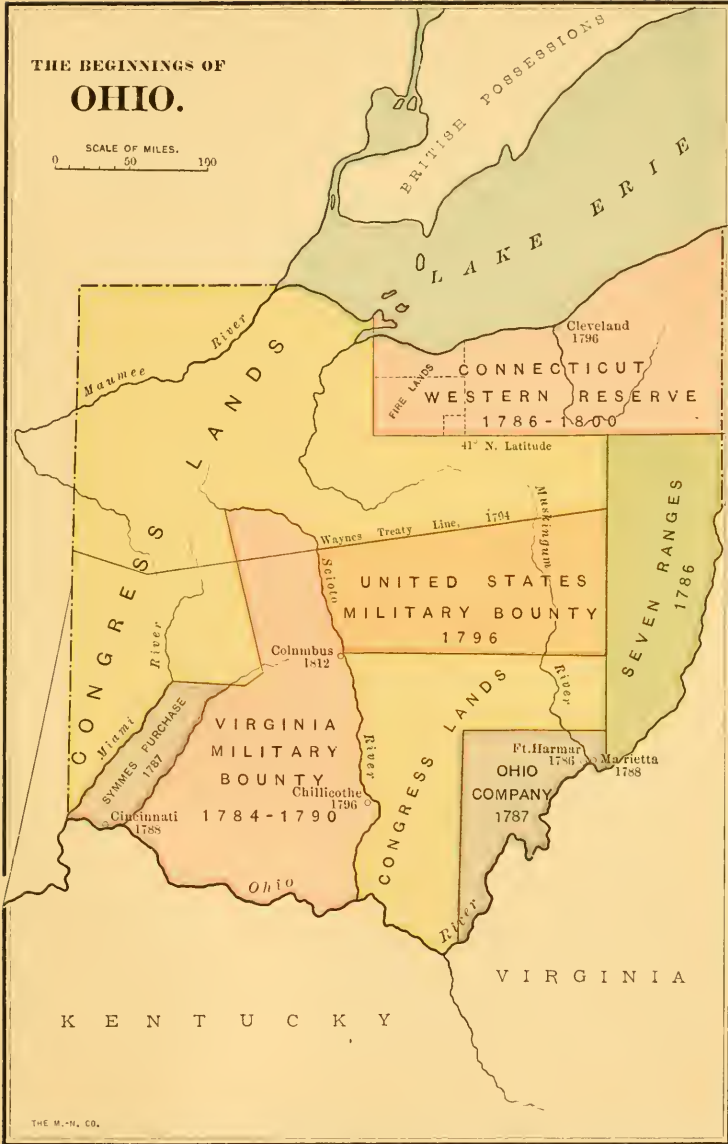 THE BEGINNINGS OF
OHIO.
SCALE OF MILES.
0 50 100
BRITISH POSSESSIONS
LAKE ERIE
Maumee River
Cleveland
1796
FIRE LANDS
CONNECTICUT
WESTERN RESERVE
1786-1800
41° N. Latitude
CONGRESS LANDS
Waynes Treaty Line, 1794
Muskingum River
Scioto River
UNITED STATES
MILITARY BOUNTY
1796
SEVEN RANGES
1786
Columbus
1812
Miami River
SYMMES PURCHASE
1787
VIRGINIA
MILITARY
BOUNTY
1784-1790
Chillicothe
1796
CONGRESS LANDS
Ft. Harmar
1786
Marietta
1788
OHIO
COMPANY
1787
Cincinnati
1788
Ohio River
VIRGINIA
KENTUCKY
THE M.-N. CO.